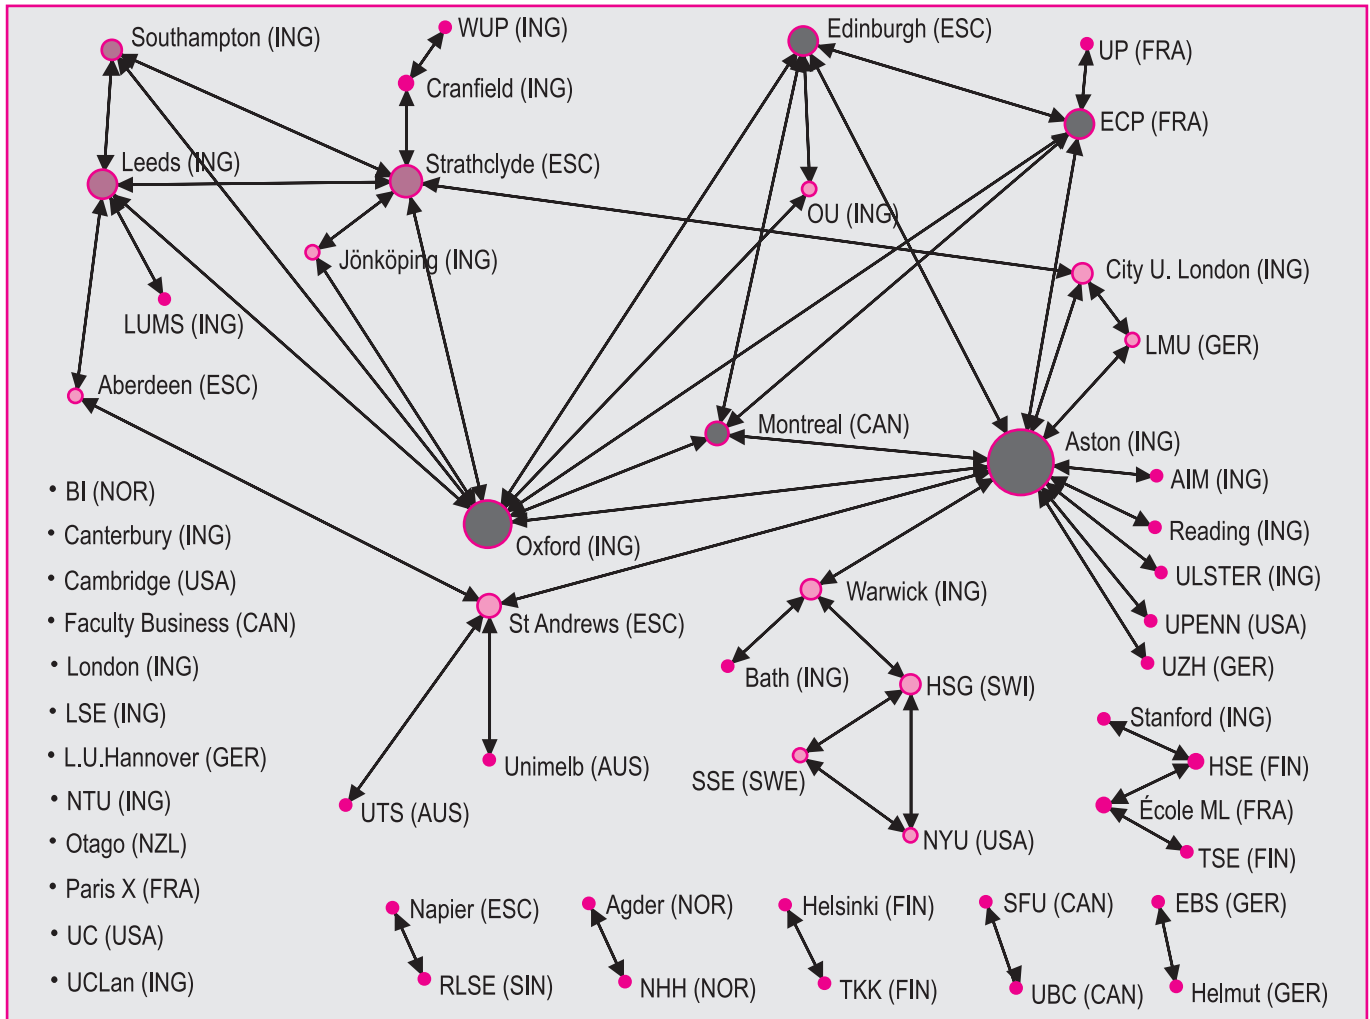 Southampton (ING)
WUP (ING)
Edinburgh (ESC)
UP (FRA)
Cranfield (ING)
ECP (FRA)
Leeds (ING)
Strathclyde (ESC)
OU (ING)
Jönköping (ING)
City U. London (ING)
LUMS (ING)
LMU (GER)
Aberdeen (ESC)
Montreal (CAN)
Aston (ING)
AIM (ING)
• BI (NOR)
• Canterbury (ING)
Oxford (ING)
Reading (ING)
• Cambridge (USA)
ULSTER (ING)
Warwick (ING)
• Faculty Business (CAN)
St Andrews (ESC)
UPENN (USA)
• London (ING)
Bath (ING)
UZH (GER)
HSG (SWI)
• LSE (ING)
Stanford (ING)
• L.U.Hannover (GER)
Unimelb (AUS)
SSE (SWE)
HSE (FIN)
• NTU (ING)
UTS (AUS)
École ML (FRA)
• Otago (NZL)
NYU (USA)
TSE (FIN)
• Paris X (FRA)
Napier (ESC)
Agder (NOR)
Helsinki (FIN)
SFU (CAN)
EBS (GER)
• UC (USA)
• UCLan (ING)
RLSE (SIN)
NHH (NOR)
TKK (FIN)
UBC (CAN)
Helmut (GER)